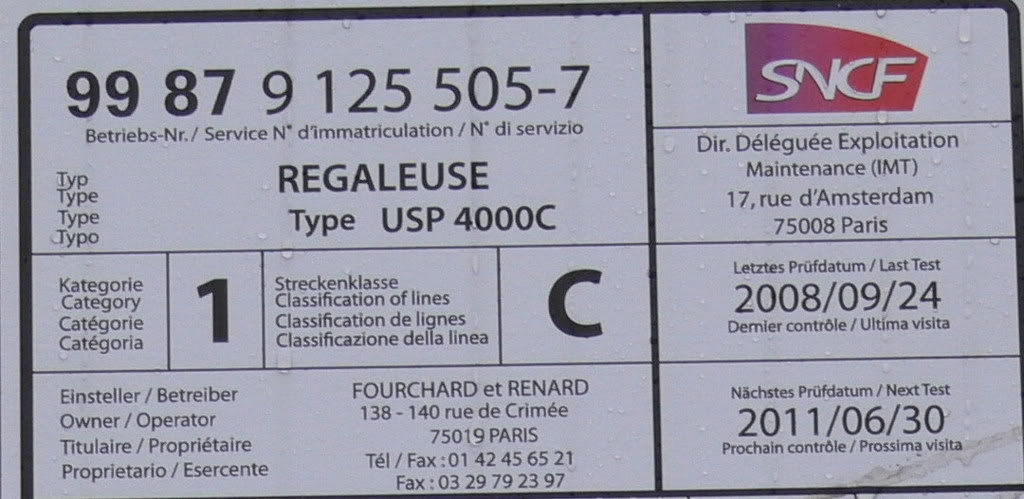 99 87 9 125 505-7
Betriebs-Nr./ Service N° d'immatriculation / N° di servizio
Typ
Type
Type
Typo
REGALEUSE
Type USP 4000C
Kategorie
Category
Catégorie
Catégoria
1
Streckenklasse
Classification of lines
Classification de lignes
Classificazione della linea
C
Einsteller / Betreiber
Owner / Operator
Titulaire / Propriétaire
Proprietario / Esercente
FOURCHARD et RENARD
138 - 140 rue de Crimée
75019 PARIS
Tél / Fax : 01 42 45 65 21
Fax : 03 29 79 23 97
SNCF
Dir. Déléguée Exploitation
Maintenance (IMT)
17, rue d'Amsterdam
75008 Paris
Letztes Prüfdatum / Last Test
2008/09/24
Dernier contrôle / Ultima visita
Nächstes Prüfdatum / Next Test
2011/06/30
Prochain contrôle / Prossima visita